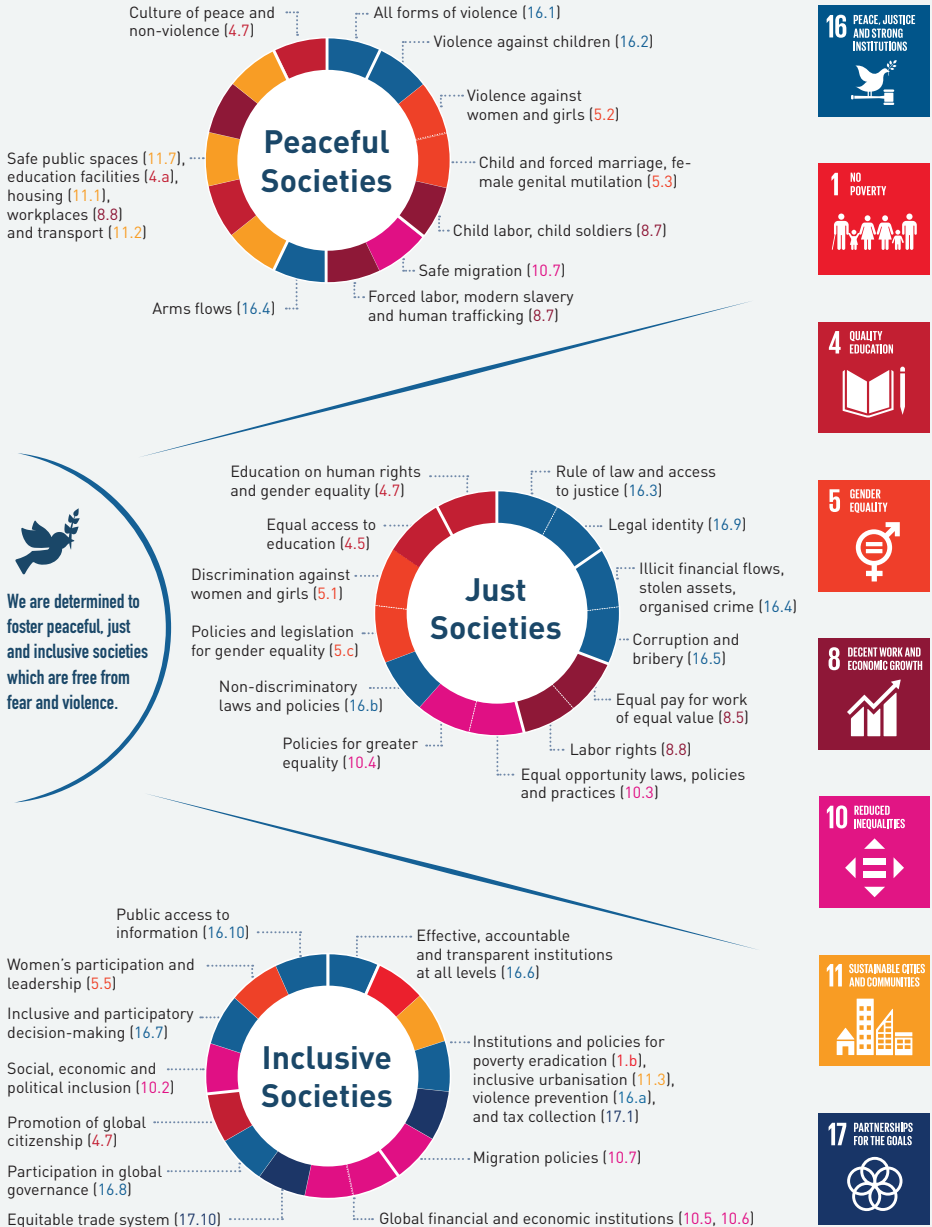 Culture of peace and
non-violence (4.7)
All forms of violence (16.1)
Violence against children (16.2)
Violence against
women and girls (5.2)
Peaceful
Societies
Child and forced marriage, fe-
male genital mutilation (5.3)
Safe public spaces (11.7),
education facilities (4.a),
housing (11.1),
workplaces (8.8)
and transport (11.2)
Child labor, child soldiers (8.7)
Safe migration (10.7)
Forced labor, modern slavery
and human trafficking (8.7)
Arms flows (16.4)
We are determined to
foster peaceful, just
and inclusive societies
which are free from
fear and violence.
Education on human rights
and gender equality (4.7)
Rule of law and access
to justice (16.3)
Equal access to
education (4.5)
Legal identity (16.9)
Discrimination against
women and girls (5.1)
Just
Societies
Illicit financial flows,
stolen assets,
organised crime (16.4)
Policies and legislation
for gender equality (5.c)
Corruption and
bribery (16.5)
Non-discriminatory
laws and policies (16.b)
Equal pay for work
of equal value (8.5)
Policies for greater
equality (10.4)
Labor rights (8.8)
Equal opportunity laws, policies
and practices (10.3)
Public access to
information (16.10)
Effective, accountable
and transparent institutions
at all levels (16.6)
Women's participation and
leadership (5.5)
Inclusive and participatory
decision-making (16.7)
Inclusive
Societies
Institutions and policies for
poverty eradication (1.b),
inclusive urbanisation (11.3),
violence prevention (16.a),
and tax collection (17.1)
Social, economic and
political inclusion (10.2)
Promotion of global
citizenship (4.7)
Migration policies (10.7)
Participation in global
governance (16.8)
Equitable trade system (17.10)
Global financial and economic institutions (10.5, 10.6)
16 PEACE, JUSTICE
AND STRONG
INSTITUTIONS
1 NO
POVERTY
4 QUALITY
EDUCATION
5 GENDER
EQUALITY
8 DECENT WORK AND
ECONOMIC GROWTH
10 REDUCED
INEQUALITIES
11 SUSTAINABLE CITIES
AND COMMUNITIES
17 PARTNERSHIPS
FOR THE GOALS